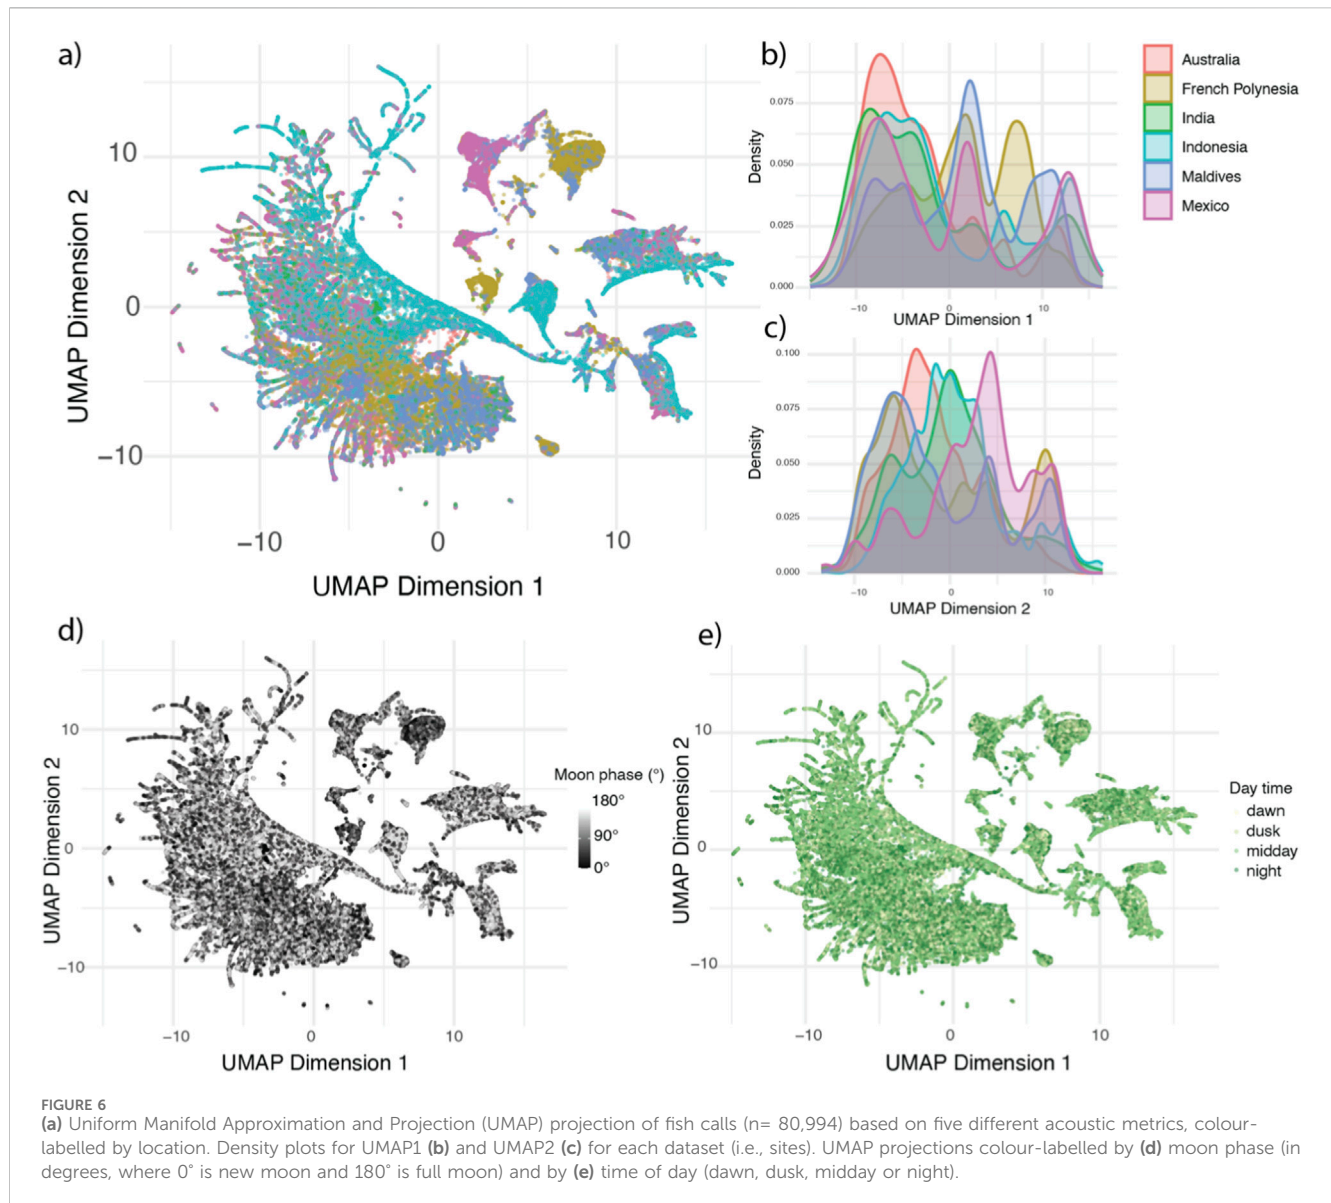 a)
10
0
−10
UMAP Dimension 2
−10
0
10
UMAP Dimension 1
b)
0.075
0.050
0.025
0.000
Density
−10
0
10
UMAP Dimension 1
Australia
French Polynesia
India
Indonesia
Maldives
Mexico
c)
0.100
0.075
0.050
0.025
0.000
Density
−10
0
10
UMAP Dimension 2
d)
10
0
−10
UMAP Dimension 2
−10
0
10
UMAP Dimension 1
Moon phase (°)
180°
90°
0°
e)
10
0
−10
UMAP Dimension 2
−10
0
10
UMAP Dimension 1
Day time
dawn
dusk
midday
night
FIGURE 6
(a) Uniform Manifold Approximation and Projection (UMAP) projection of fish calls (n= 80,994) based on five different acoustic metrics, colour-
labelled by location. Density plots for UMAP1 (b) and UMAP2 (c) for each dataset (i.e., sites). UMAP projections colour-labelled by (d) moon phase (in
degrees, where 0° is new moon and 180° is full moon) and by (e) time of day (dawn, dusk, midday or night).